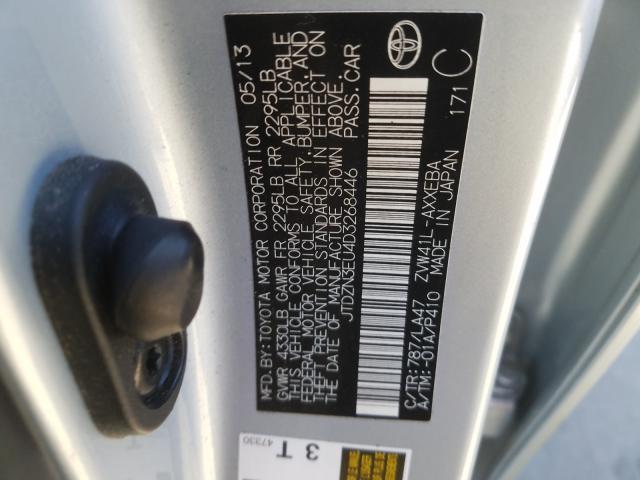 MFD.BY:TOYOTA MOTOR CORPORATION 05/13
GVWR 4330LB GAWR FR 2295LB RR 2295LB
THIS VEHICLE CONFORMS TO ALL APPLICABLE
FEDERAL MOTOR VEHICLE SAFETY, BUMPER, AND
THEFT PREVENTION STANDARDS IN EFFECT ON
THE DATE OF MANUFACTURE SHOWN ABOVE.
JTDZN3EU4D3268446 PASS.CAR
C/TR:787/LA47 ZVW41L-AXXEBA
A/TM:-01A/P410 MADE IN JAPAN 171 C
3 T
47330